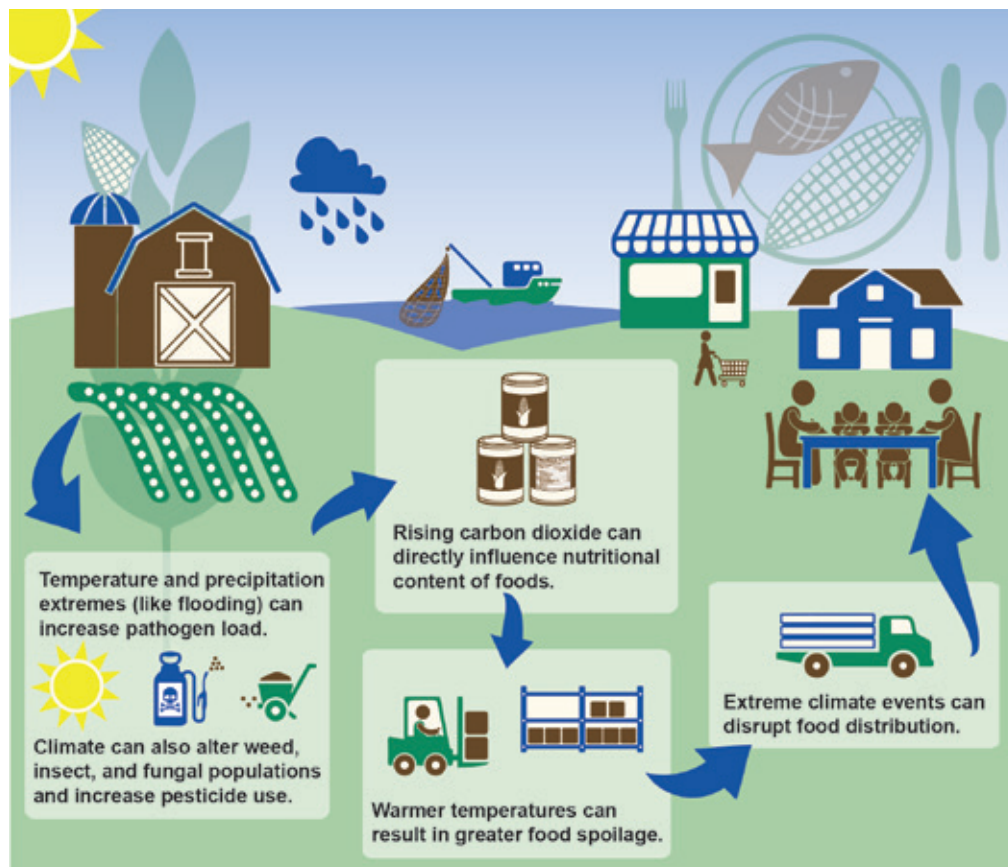 Temperature and precipitation
extremes (like flooding) can
increase pathogen load.
Climate can also alter weed,
insect, and fungal populations
and increase pesticide use.
Rising carbon dioxide can
directly influence nutritional
content of foods.
Warmer temperatures can
result in greater food spoilage.
Extreme climate events can
disrupt food distribution.